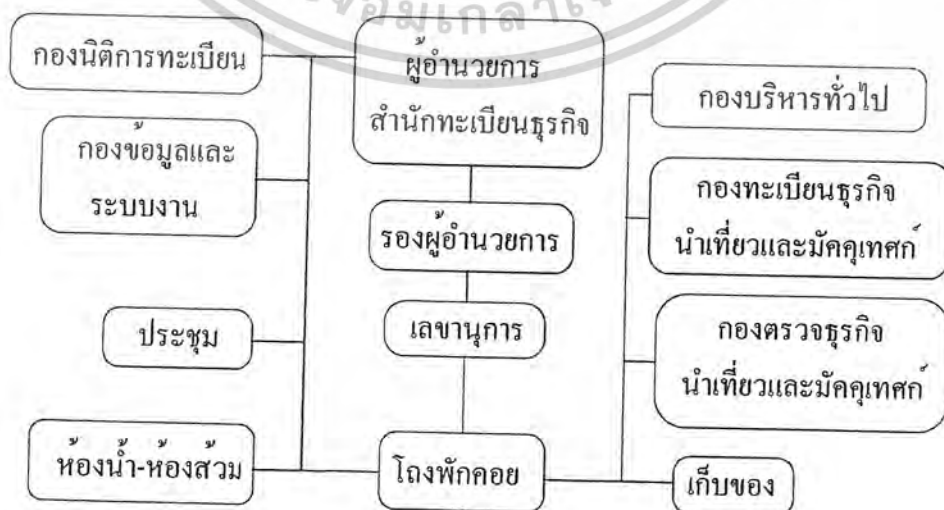 จอมเกล้าเจ
กองนิติการทะเบียน
ผู้อำนวยการ
สำนักทะเบียนธุรกิจ
กองบริหารทั่วไป
กองข้อมูลและ
ระบบงาน
กองทะเบียนธุรกิจ
นำเที่ยวและมัคคุเทศก์
รองผู้อำนวยการ
ประชุม
เลขานุการ
กองตรวจธุรกิจ
นำเที่ยวและมัคคุเทศก์
ห้องน้ำ-ห้องส้วม
โถงพักคอย
เก็บของ